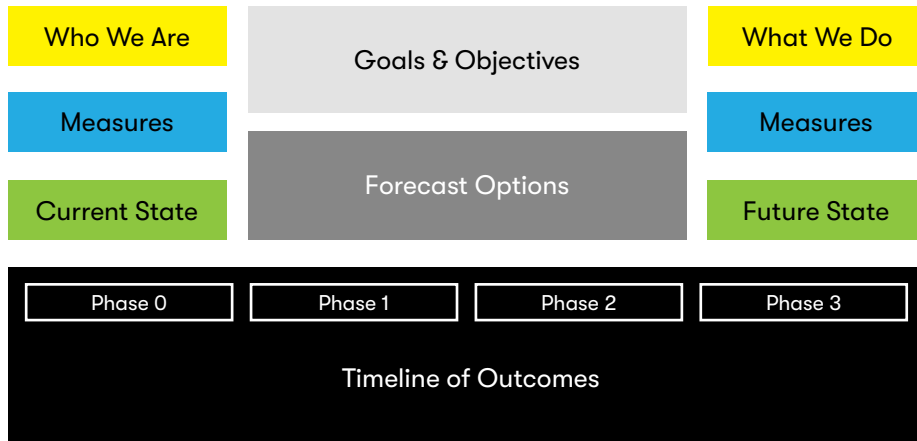 Who We Are
Goals & Objectives
What We Do
Measures
Measures
Forecast Options
Current State
Future State
Phase 0
Phase 1
Phase 2
Phase 3
Timeline of Outcomes